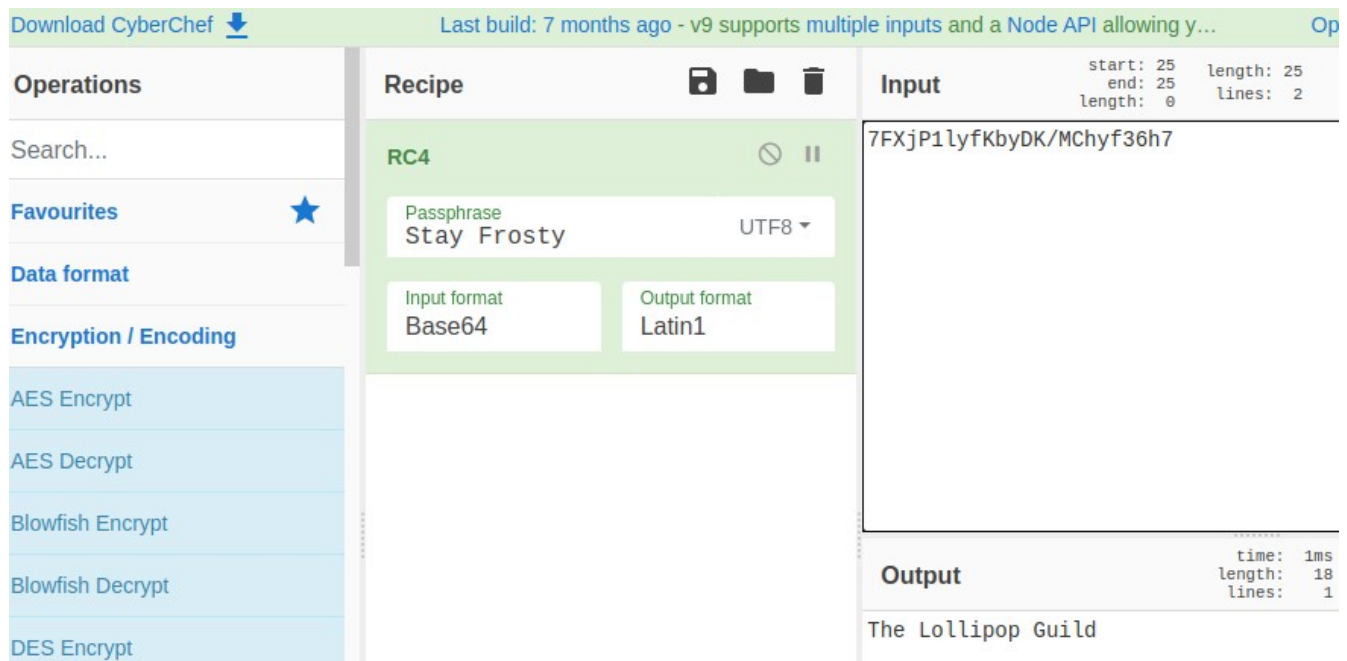 Download CyberChef
Last build: 7 months ago - v9 supports multiple inputs and a Node API allowing y…
Op
Operations
Search...
Favourites
Data format
Encryption / Encoding
AES Encrypt
AES Decrypt
Blowfish Encrypt
Blowfish Decrypt
DES Encrypt
Recipe
RC4
Passphrase
Stay Frosty
UTF8
Input format
Base64
Output format
Latin1
Input
start: 25
end: 25
length: 0
length: 25
lines: 2
7FXjP1lyfKbyDK/MChyf36h7
Output
time: 1ms
length: 18
lines: 1
The Lollipop Guild